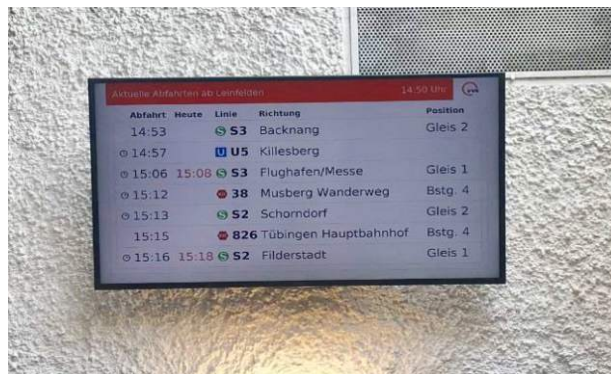 Aktuelle Abfahrten ab Leinfelden 14:50 Uhr
Abfahrt Heute Linie Richtung Position
14:53 S S3 Backnang Gleis 2
14:57 U U5 Killesberg
15:06 15:08 S S3 Flughafen/Messe Gleis 1
15:12 38 Musberg Wanderweg Bstg. 4
15:13 S S2 Schorndorf Gleis 2
15:15 826 Tübingen Hauptbahnhof Bstg. 4
15:16 15:18 S S2 Filderstadt Gleis 1